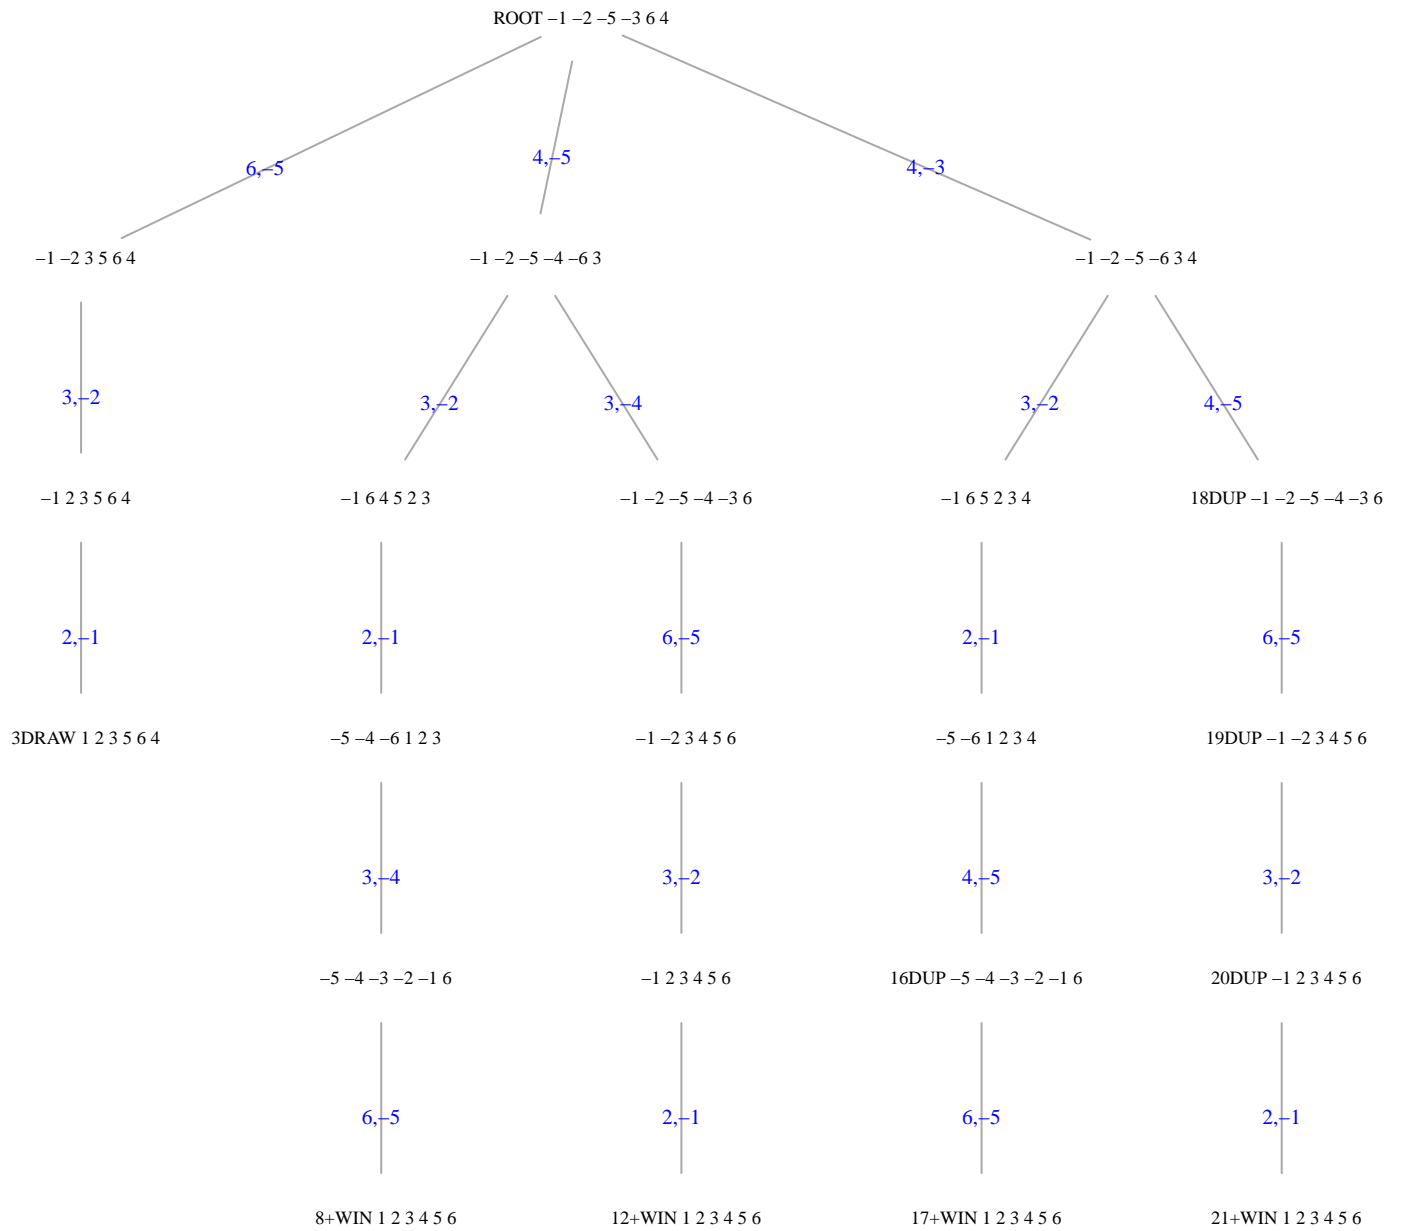 ROOT –1 –2 –5 –3 6 4
6,–5
4,–5
4,–3
–1 –2 3 5 6 4
–1 –2 –5 –4 –6 3
–1 –2 –5 –6 3 4
3,–2
3,–2
3,–4
3,–2
4,–5
–1 2 3 5 6 4
–1 6 4 5 2 3
–1 –2 –5 –4 –3 6
–1 6 5 2 3 4
18DUP –1 –2 –5 –4 –3 6
2,–1
2,–1
6,–5
2,–1
6,–5
3DRAW 1 2 3 5 6 4
–5 –4 –6 1 2 3
–1 –2 3 4 5 6
–5 –6 1 2 3 4
19DUP –1 –2 3 4 5 6
3,–4
3,–2
4,–5
3,–2
–5 –4 –3 –2 –1 6
–1 2 3 4 5 6
16DUP –5 –4 –3 –2 –1 6
20DUP –1 2 3 4 5 6
6,–5
2,–1
6,–5
2,–1
8+WIN 1 2 3 4 5 6
12+WIN 1 2 3 4 5 6
17+WIN 1 2 3 4 5 6
21+WIN 1 2 3 4 5 6